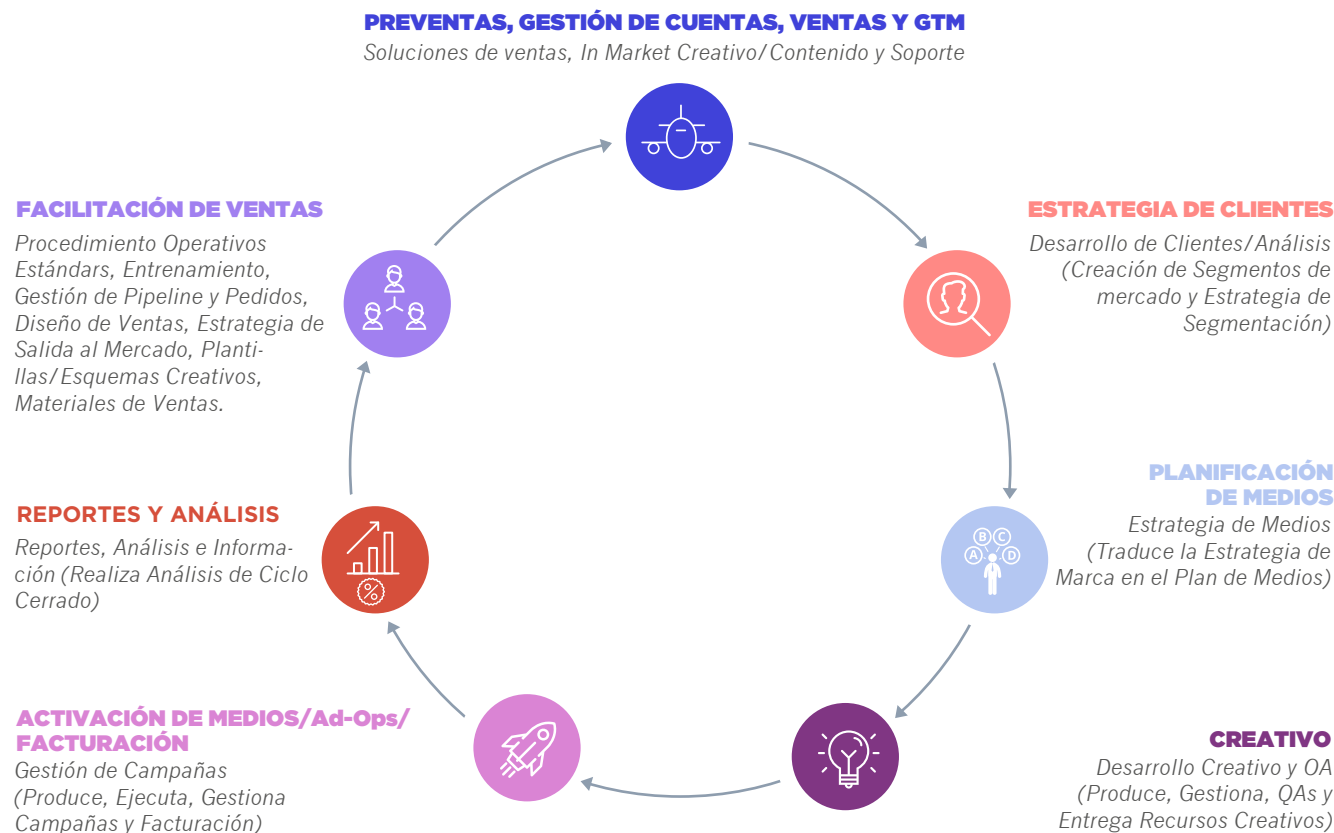 PREVENTAS, GESTIÓN DE CUENTAS, VENTAS Y GTM
Soluciones de ventas, In Market Creativo/Contenido y Soporte
ESTRATEGIA DE CLIENTES
Desarrollo de Clientes/Análisis
(Creación de Segmentos de
mercado y Estrategia de
Segmentación)
PLANIFICACIÓN
DE MEDIOS
Estrategia de Medios
(Traduce la Estrategia de
Marca en el Plan de Medios)
A
B
C
D
CREATIVO
Desarrollo Creativo y OA
(Produce, Gestiona, QAs y
Entrega Recursos Creativos)
ACTIVACIÓN DE MEDIOS/Ad-Ops/
FACTURACIÓN
Gestión de Campañas
(Produce, Ejecuta, Gestiona
Campañas y Facturación)
REPORTES Y ANÁLISIS
Reportes, Análisis e Informa-
ción (Realiza Análisis de Ciclo
Cerrado)
%
FACILITACIÓN DE VENTAS
Procedimiento Operativos
Estándars, Entrenamiento,
Gestión de Pipeline y Pedidos,
Diseño de Ventas, Estrategia de
Salida al Mercado, Planti-
llas/Esquemas Creativos,
Materiales de Ventas.